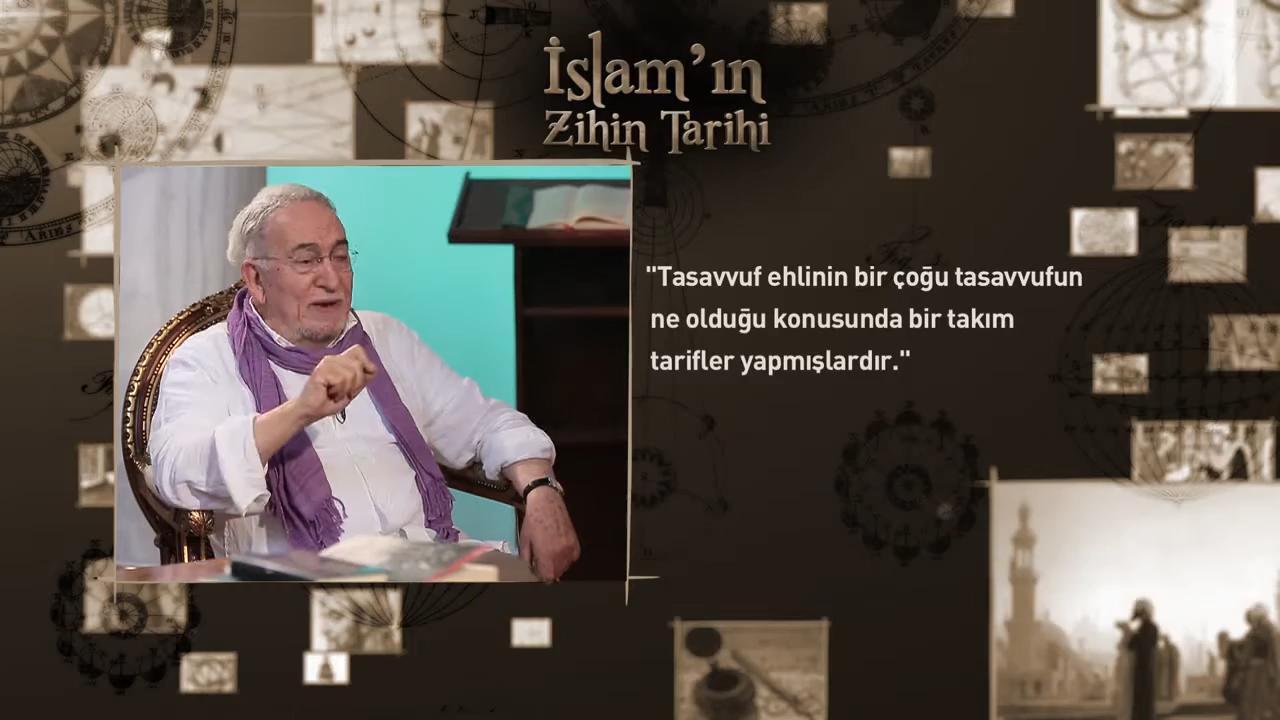 İslam'ın
Zihin Tarihi
"Tasavvuf ehlinin bir çoğu tasavvufun
ne olduğu konusunda bir takım
tarifler yapmışlardır."